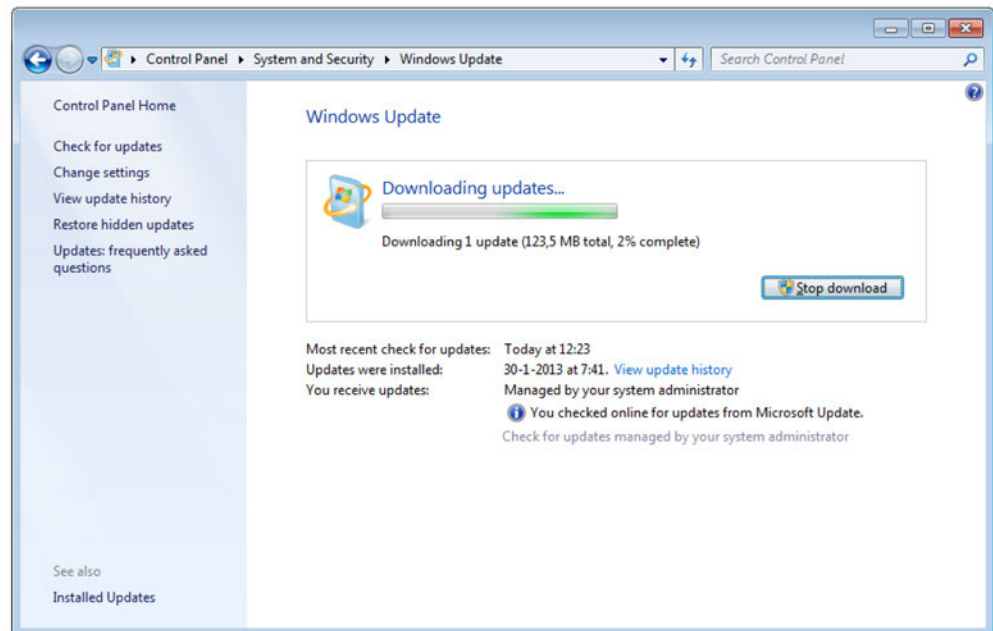 Control Panel System and Security Windows Update
Search Control Panel
Control Panel Home
Check for updates
Change settings
View update history
Restore hidden updates
Updates: frequently asked
questions
See also
Installed Updates
Windows Update
Downloading updates...
Downloading 1 update (123,5 MB total, 2% complete)
Stop download
Most recent check for updates: Today at 12:23
Updates were installed: 30-1-2013 at 7:41. View update history
You receive updates: Managed by your system administrator
You checked online for updates from Microsoft Update.
Check for updates managed by your system administrator